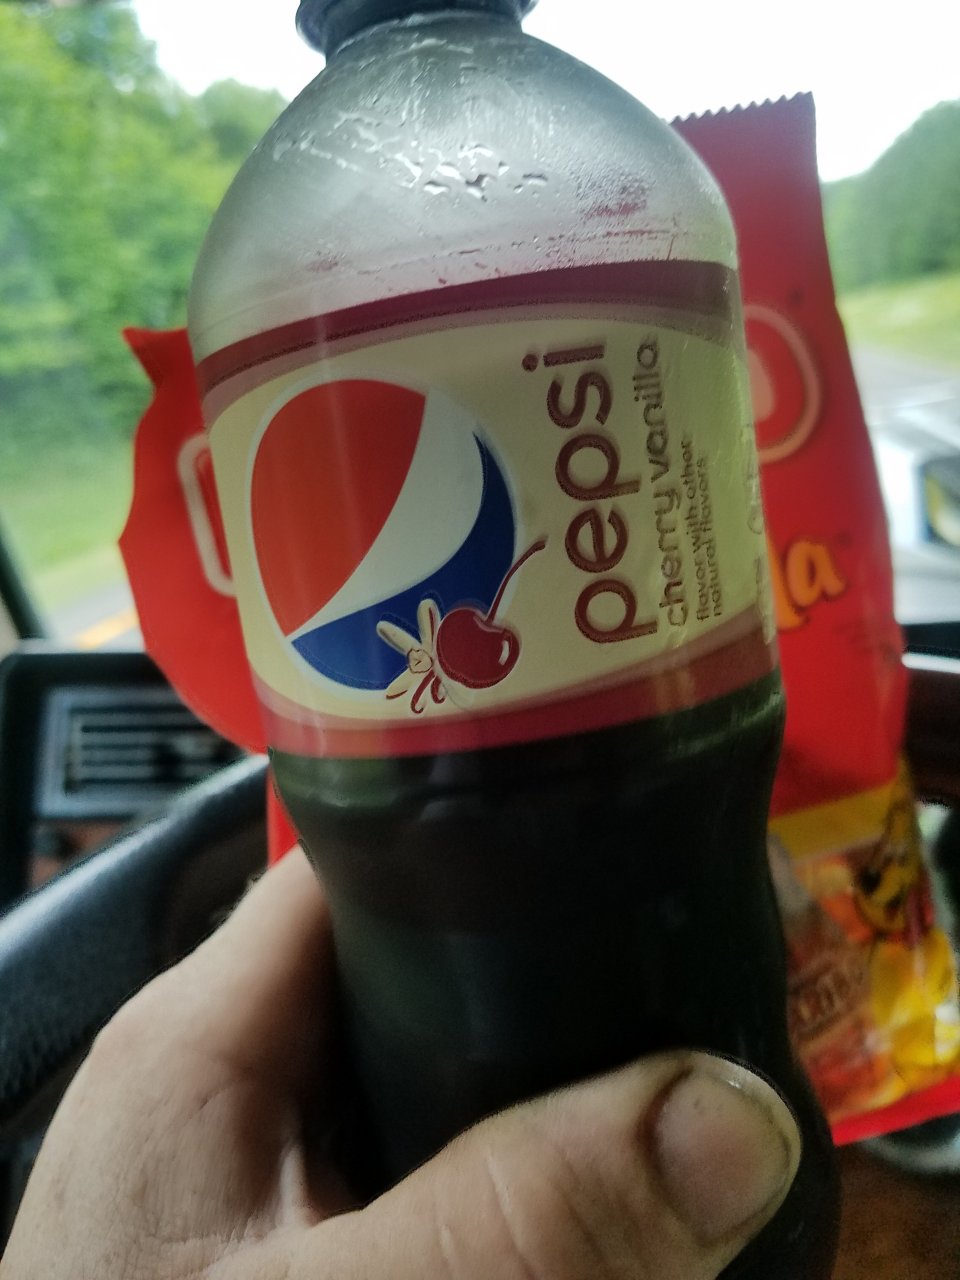 pepsi
cherry vanilla
flavor with other
natural flavors